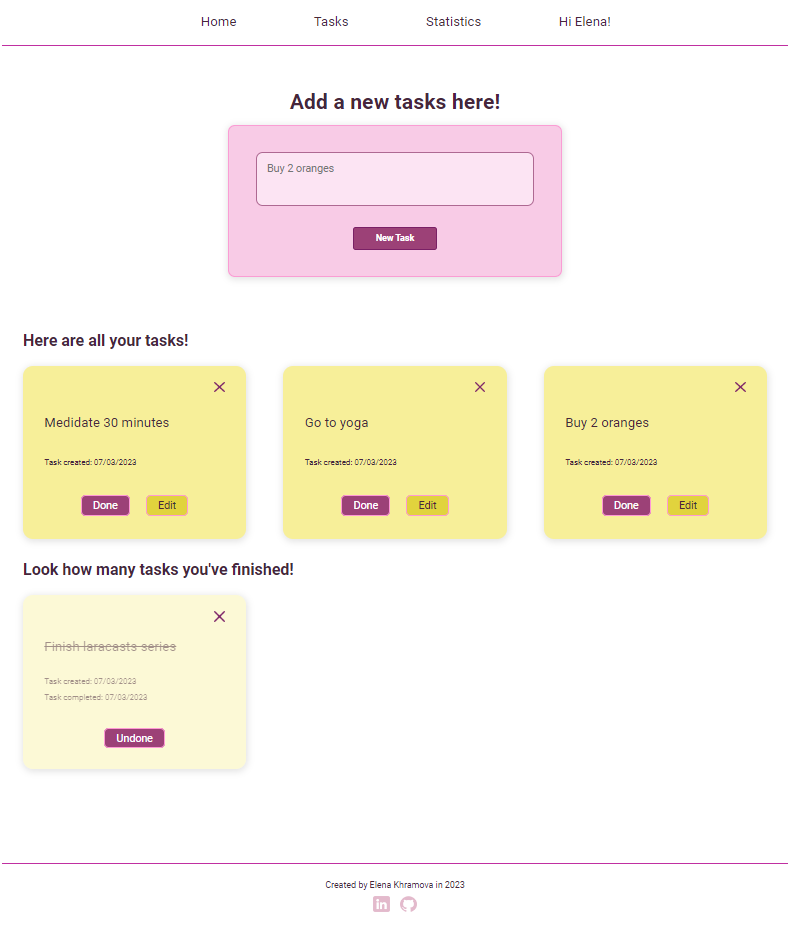 Home Tasks Statistics Hi Elena!
Add a new tasks here!
Buy 2 oranges
New Task
Here are all your tasks!
Medidate 30 minutes
Task created: 07/03/2023
Done Edit
Go to yoga
Task created: 07/03/2023
Done Edit
Buy 2 oranges
Task created: 07/03/2023
Done Edit
Look how many tasks you've finished!
Finish laracasts series
Task created: 07/03/2023
Task completed: 07/03/2023
Undone
Created by Elena Khramova in 2023
in